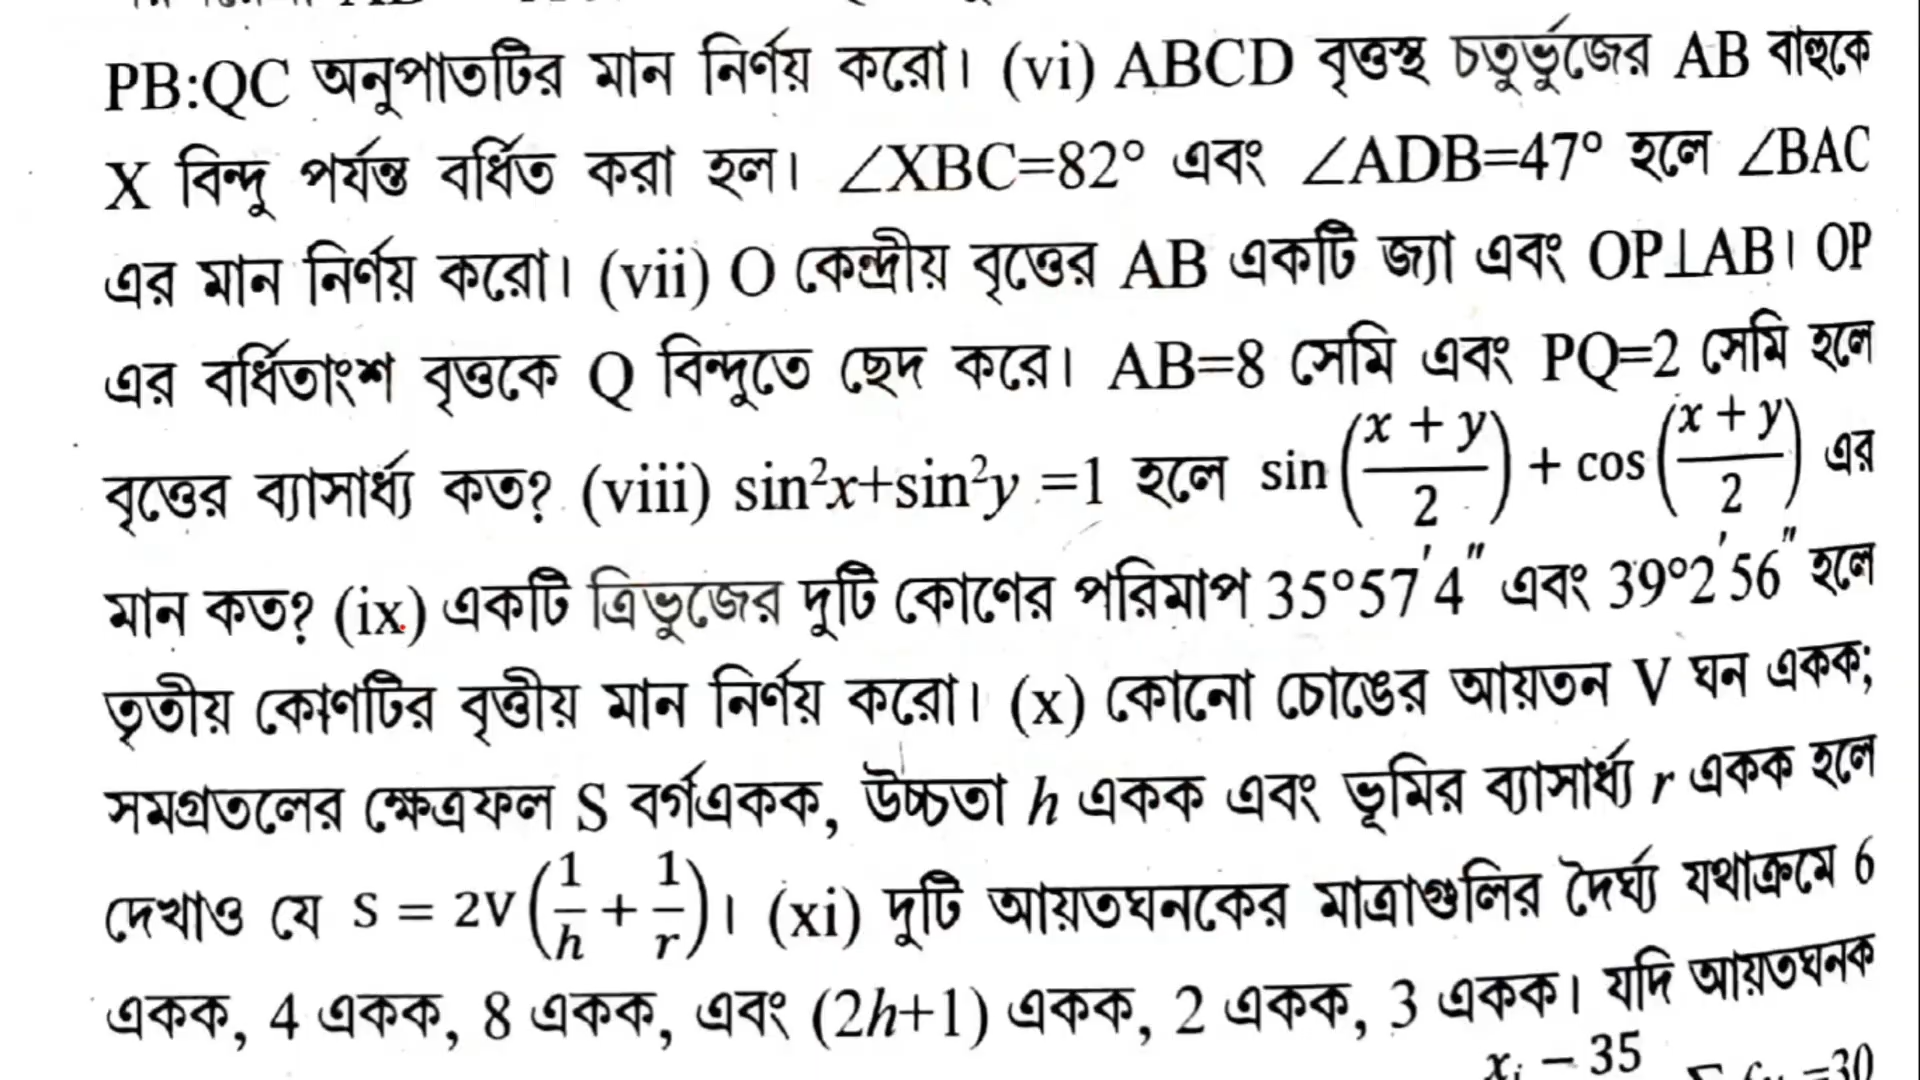 PB:QC অনুপাতটির মান নির্ণয় করো। (vi) ABCD বৃত্তস্থ চতুর্ভুজের AB বাহুকে
X বিন্দু পর্যন্ত বর্ধিত করা হল। ∠XBC=82° এবং ∠ADB=47° হলে ∠BAC
এর মান নির্ণয় করো। (vii) O কেন্দ্রীয় বৃত্তের AB একটি জ্যা এবং OP⊥AB। OP
এর বর্ধিতাংশ বৃত্তকে Q বিন্দুতে ছেদ করে। AB=8 সেমি এবং PQ=2 সেমি হলে
বৃত্তের ব্যাসার্ধ্য কত? (viii) sin²x+sin²y =1 হলে sin((x + y)/2) + cos((x + y)/2) এর
মান কত? (ix) একটি ত্রিভুজের দুটি কোণের পরিমাপ 35°57′4″ এবং 39°2′56″ হলে
তৃতীয় কোণটির বৃত্তীয় মান নির্ণয় করো। (x) কোনো চোঙের আয়তন V ঘন একক;
সমগ্রতলের ক্ষেত্রফল S বর্গএকক, উচ্চতা h একক এবং ভূমির ব্যাসার্ধ্য r একক হলে
দেখাও যে S = 2V(1/h + 1/r)। (xi) দুটি আয়তঘনকের মাত্রাগুলির দৈর্ঘ্য যথাক্রমে 6
একক, 4 একক, 8 একক, এবং (2h+1) একক, 2 একক, 3 একক। যদি আয়তঘনক
xᵢ − 35 =30